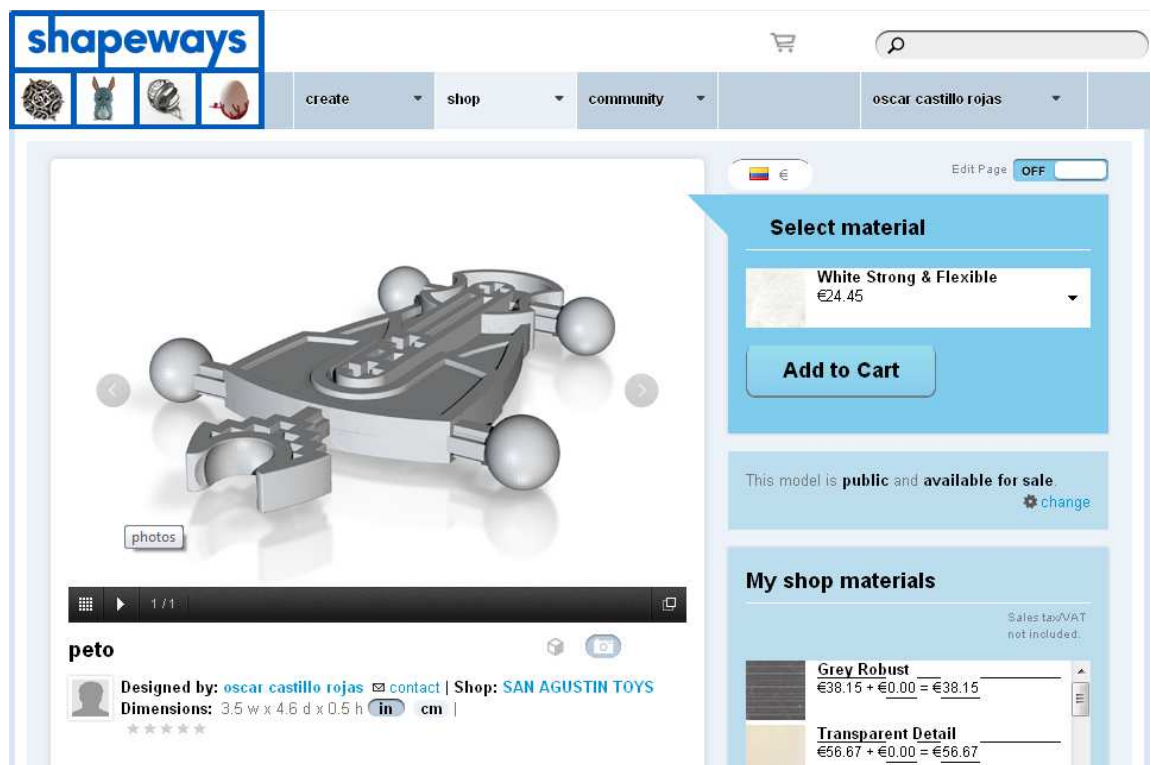 shapeways
create
shop
community
oscar castillo rojas
€
Edit Page OFF
Select material
White Strong & Flexible
€24.45
Add to Cart
This model is public and available for sale.
change
My shop materials
Sales tax/VAT
not included.
Grey Robust
€38.15 + €0.00 = €38.15
Transparent Detail
€56.67 + €0.00 = €56.67
photos
1 / 1
peto
Designed by: oscar castillo rojas contact | Shop: SAN AGUSTIN TOYS
Dimensions: 3.5 w x 4.6 d x 0.5 h in cm |